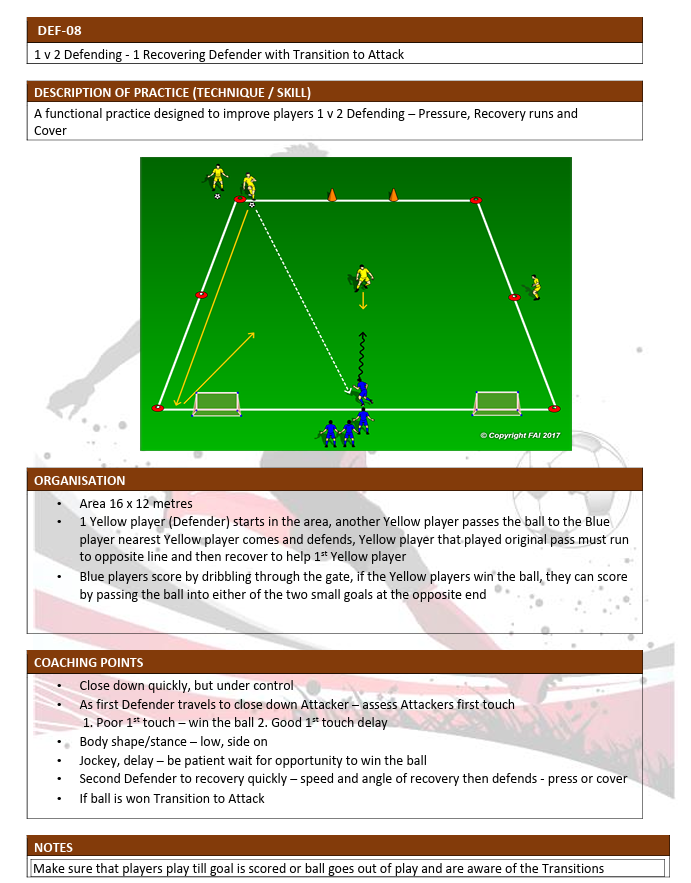 DEF-08
1 v 2 Defending - 1 Recovering Defender with Transition to Attack
DESCRIPTION OF PRACTICE (TECHNIQUE / SKILL)
A functional practice designed to improve players 1 v 2 Defending – Pressure, Recovery runs and
Cover
© Copyright FAI 2017
ORGANISATION
• Area 16 x 12 metres
• 1 Yellow player (Defender) starts in the area, another Yellow player passes the ball to the Blue
player nearest Yellow player comes and defends, Yellow player that played original pass must run
to opposite line and then recover to help 1st Yellow player
• Blue players score by dribbling through the gate, if the Yellow players win the ball, they can score
by passing the ball into either of the two small goals at the opposite end
COACHING POINTS
• Close down quickly, but under control
• As first Defender travels to close down Attacker – assess Attackers first touch
1. Poor 1st touch – win the ball 2. Good 1st touch delay
• Body shape/stance – low, side on
• Jockey, delay – be patient wait for opportunity to win the ball
• Second Defender to recovery quickly – speed and angle of recovery then defends - press or cover
• If ball is won Transition to Attack
NOTES
Make sure that players play till goal is scored or ball goes out of play and are aware of the Transitions